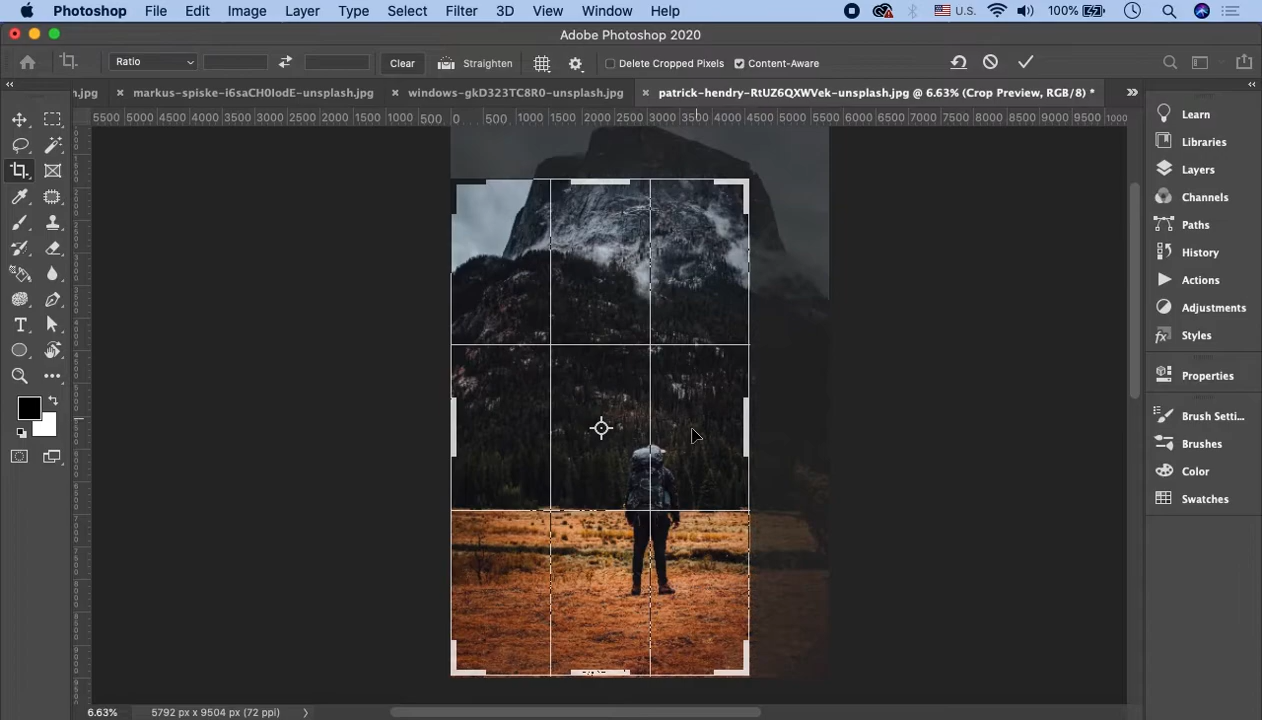 Photoshop File Edit Image Layer Type Select Filter 3D View Window Help U.S. 100%
Adobe Photoshop 2020
Ratio Clear Straighten Delete Cropped Pixels Content-Aware
jpg markus-spiske-i6saCH0IodE-unsplash.jpg windows-gkD323TC8R0-unsplash.jpg patrick-hendry-RtUZ6QXWVek-unsplash.jpg @ 6.63% (Crop Preview, RGB/8) *
5500 5000 4500 4000 3500 3000 2500 2000 1500 1000 500 0 500 1000 1500 2000 2500 3000 3500 4000 4500 5000 5500 6000 6500 7000 7500 8000 8500 9000 9500 1000
Learn
Libraries
Layers
Channels
Paths
History
Actions
Adjustments
Styles
Properties
Brush Setti...
Brushes
Color
Swatches
6.63% 5792 px x 9504 px (72 ppi)